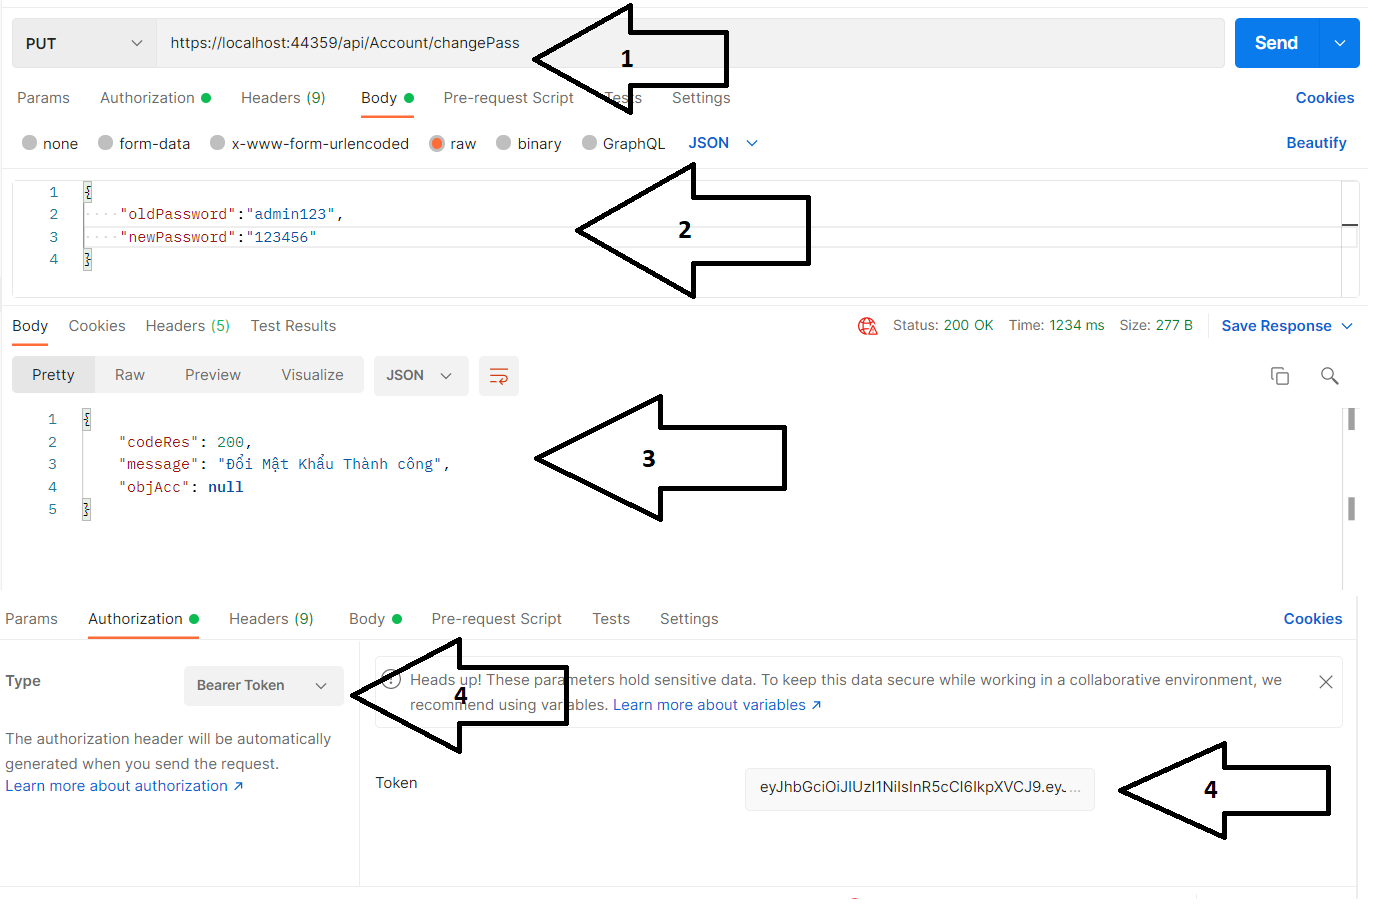 PUT https://localhost:44359/api/Account/changePass 1 Send
Params Authorization Headers (9) Body Pre-request Script Tests Settings Cookies
none form-data x-www-form-urlencoded raw binary GraphQL JSON Beautify
1 {
2 "oldPassword":"admin123", 2
3 "newPassword":"123456"
4 }
Body Cookies Headers (5) Test Results Status: 200 OK Time: 1234 ms Size: 277 B Save Response
Pretty Raw Preview Visualize JSON
1 {
2 "codeRes": 200,
3 "message": "Đổi Mật Khẩu Thành công", 3
4 "objAcc": null
5 }
Params Authorization Headers (9) Body Pre-request Script Tests Settings Cookies
Type Bearer Token 4
Heads up! These parameters hold sensitive data. To keep this data secure while working in a collaborative environment, we
recommend using variables. Learn more about variables ↗
The authorization header will be automatically
generated when you send the request.
Learn more about authorization ↗
Token eyJhbGciOiJIUzI1NiIsInR5cCI6IkpXVCJ9.eyJ... 4